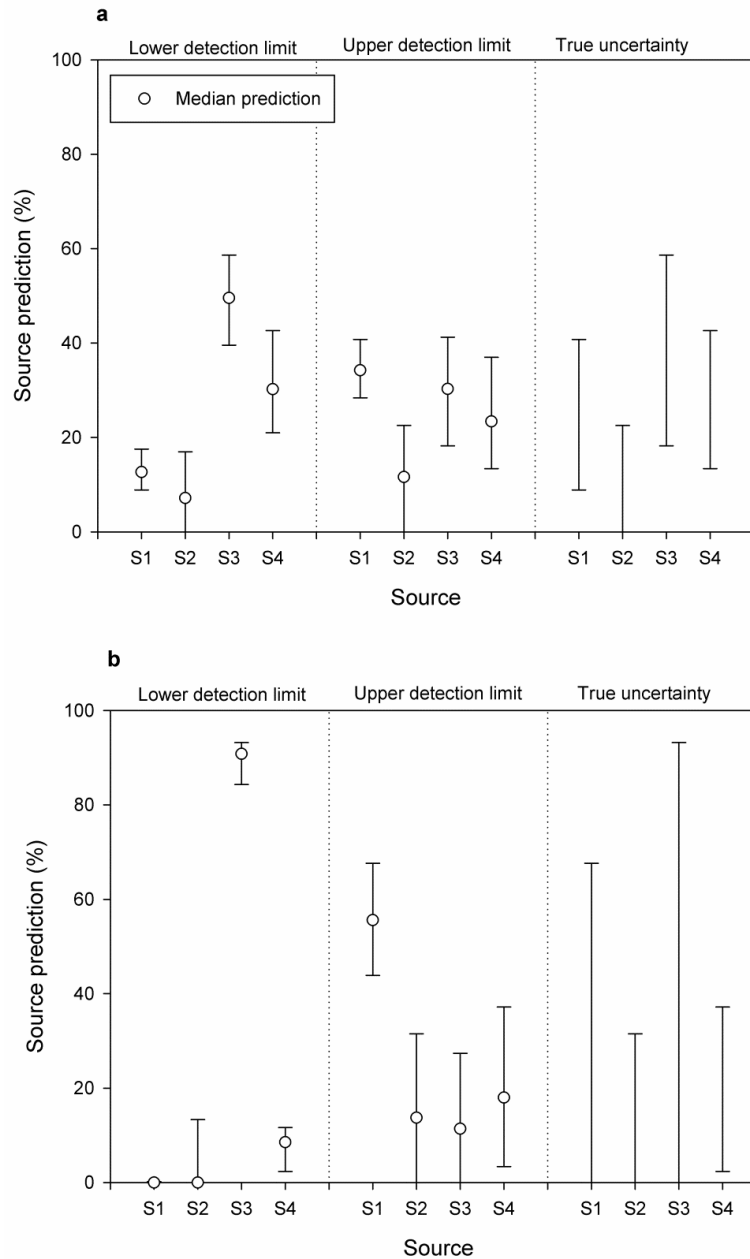 a
Lower detection limit Upper detection limit True uncertainty
100
Median prediction
80
60
40
20
0
Source prediction (%)
S1 S2 S3 S4 S1 S2 S3 S4 S1 S2 S3 S4
Source
b
Lower detection limit Upper detection limit True uncertainty
100
80
60
40
20
0
Source prediction (%)
S1 S2 S3 S4 S1 S2 S3 S4 S1 S2 S3 S4
Source